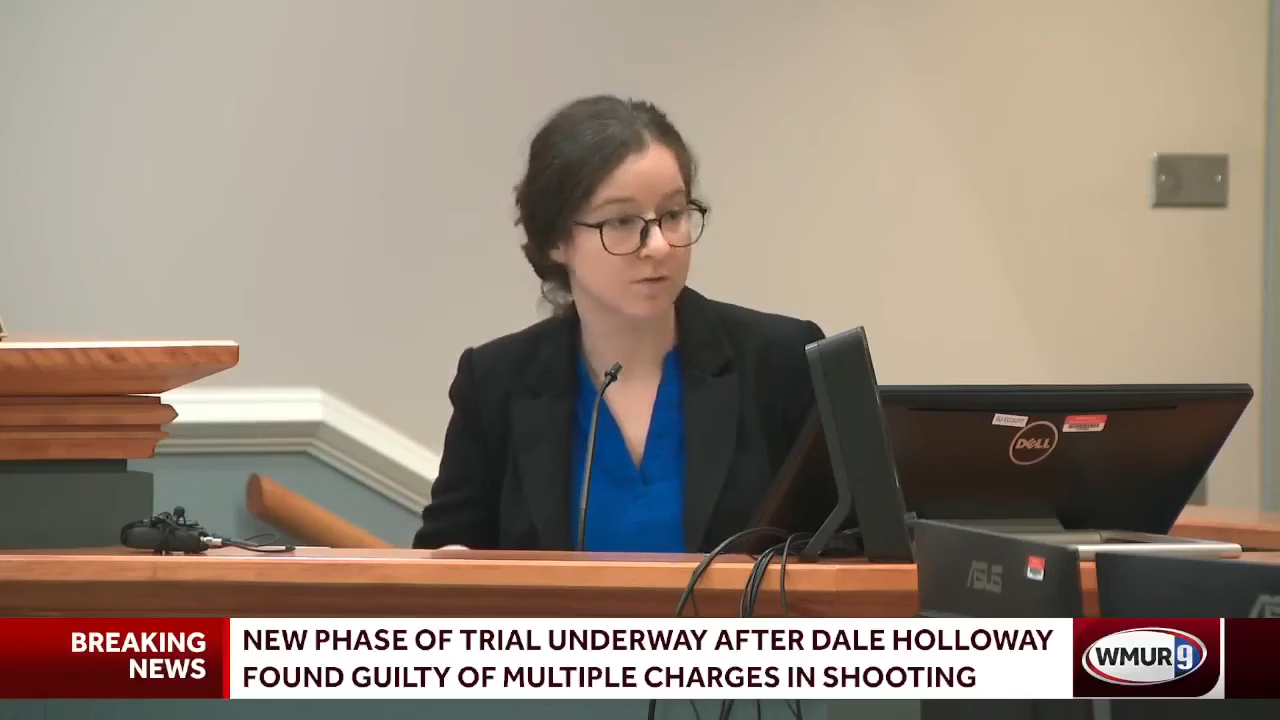 DELL
ASUS
BREAKING
NEWS
NEW PHASE OF TRIAL UNDERWAY AFTER DALE HOLLOWAY
FOUND GUILTY OF MULTIPLE CHARGES IN SHOOTING
WMUR9